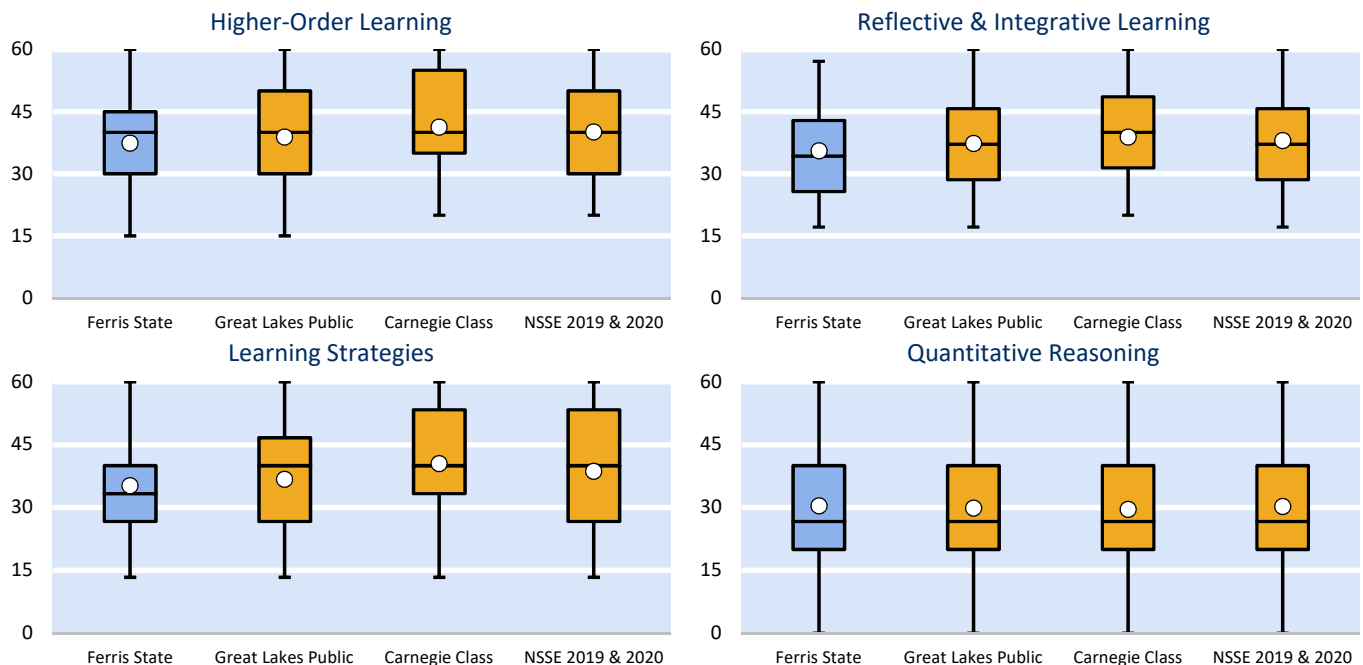 Higher-Order Learning
60
45
30
15
0
Ferris State Great Lakes Public Carnegie Class NSSE 2019 & 2020
Reflective & Integrative Learning
60
45
30
15
0
Ferris State Great Lakes Public Carnegie Class NSSE 2019 & 2020
Learning Strategies
60
45
30
15
0
Ferris State Great Lakes Public Carnegie Class NSSE 2019 & 2020
Quantitative Reasoning
60
45
30
15
0
Ferris State Great Lakes Public Carnegie Class NSSE 2019 & 2020